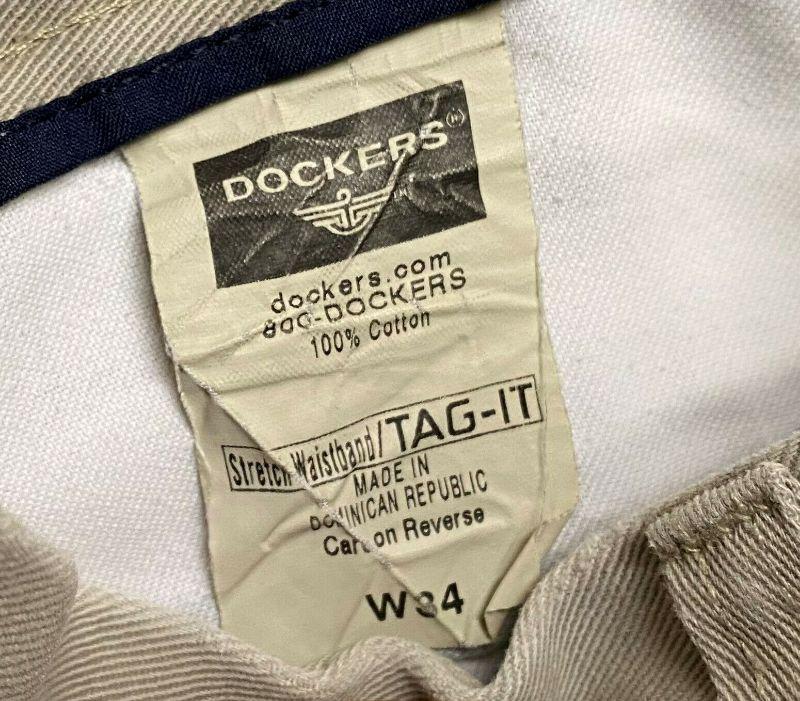 DOCKERS®
dockers.com
800-DOCKERS
100% Cotton
Stretch Waistband/TAG-IT
MADE IN
DOMINICAN REPUBLIC
Care on Reverse
W34